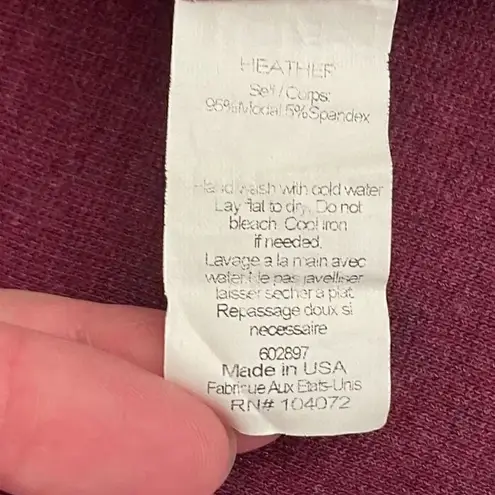 HEATHER
Self / Corps:
95%Modal 5%Spandex
Hand wash with cold water
Lay flat to dry. Do not
bleach. Cool iron
if needed.
Lavage a la main avec
water Ne pas javelliser
laisser secher a plat.
Repassage doux si
necessaire
602897
Made in USA
Fabrique Aux Etats-Unis
RN# 104072